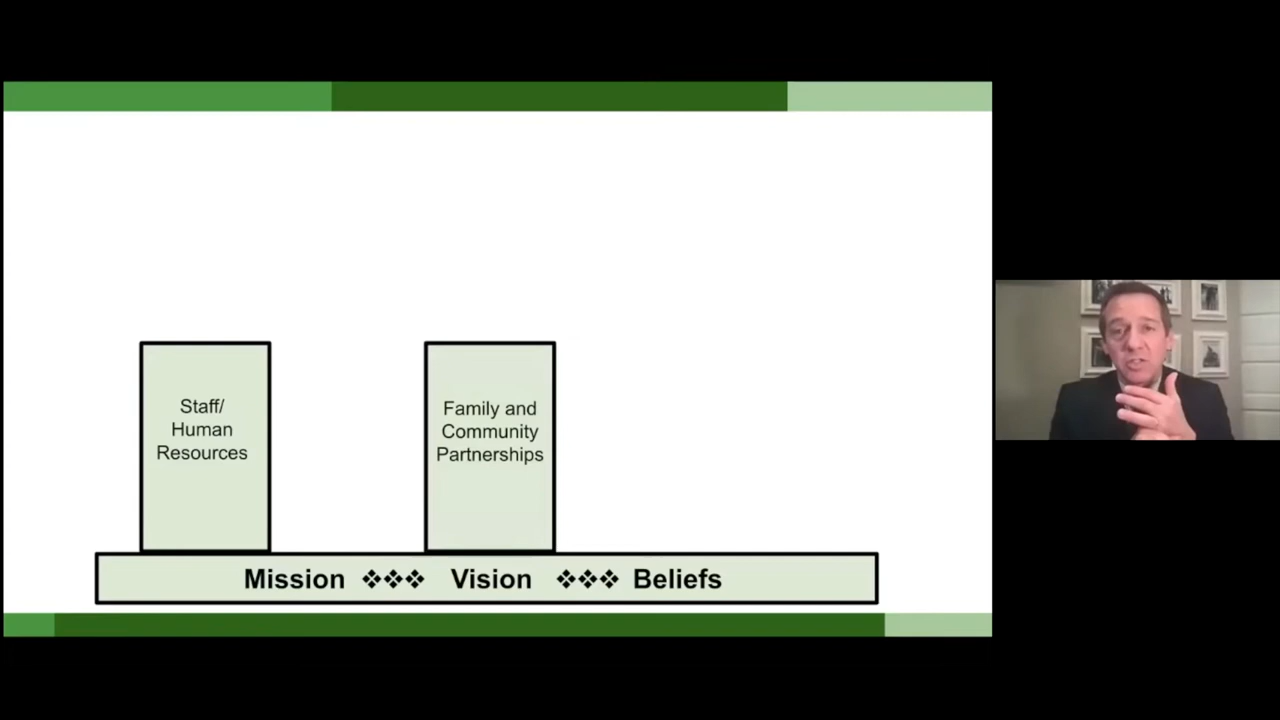 Staff/
Human
Resources
Family and
Community
Partnerships
Mission ❖❖❖ Vision ❖❖❖ Beliefs